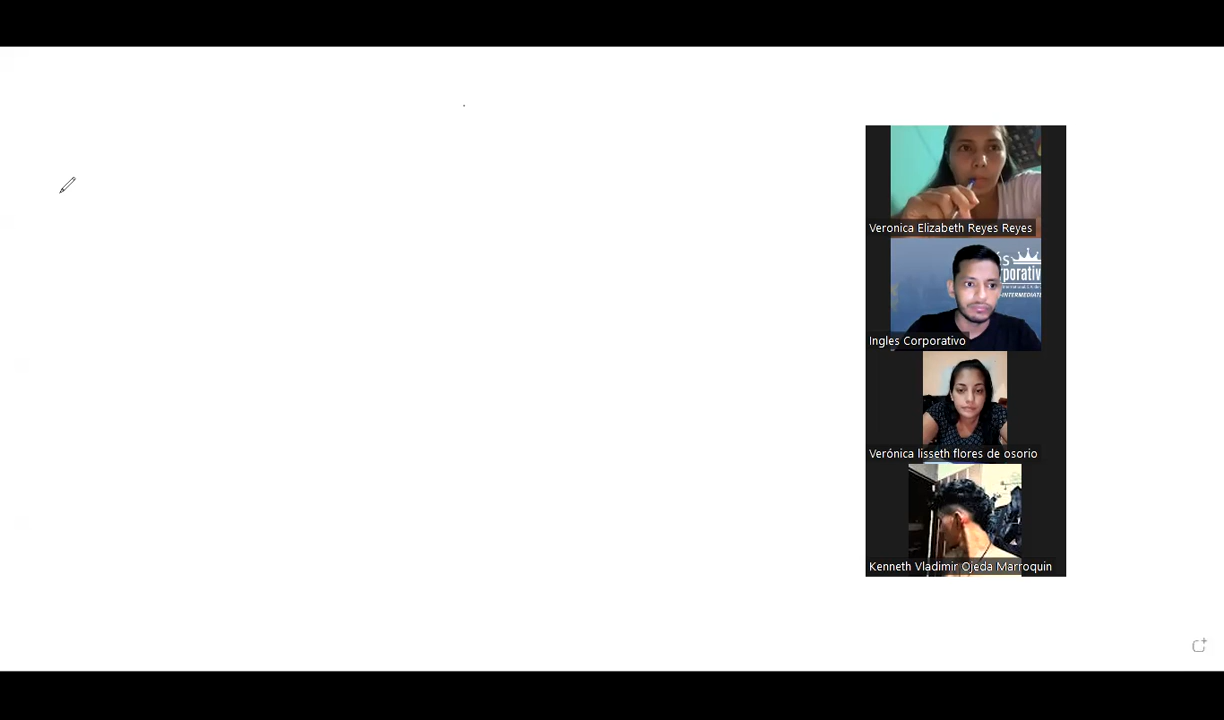 Veronica Elizabeth Reyes Reyes
Ingles Corporativo
Verónica lisseth flores de osorio
Kenneth Vladimir Ojeda Marroquin